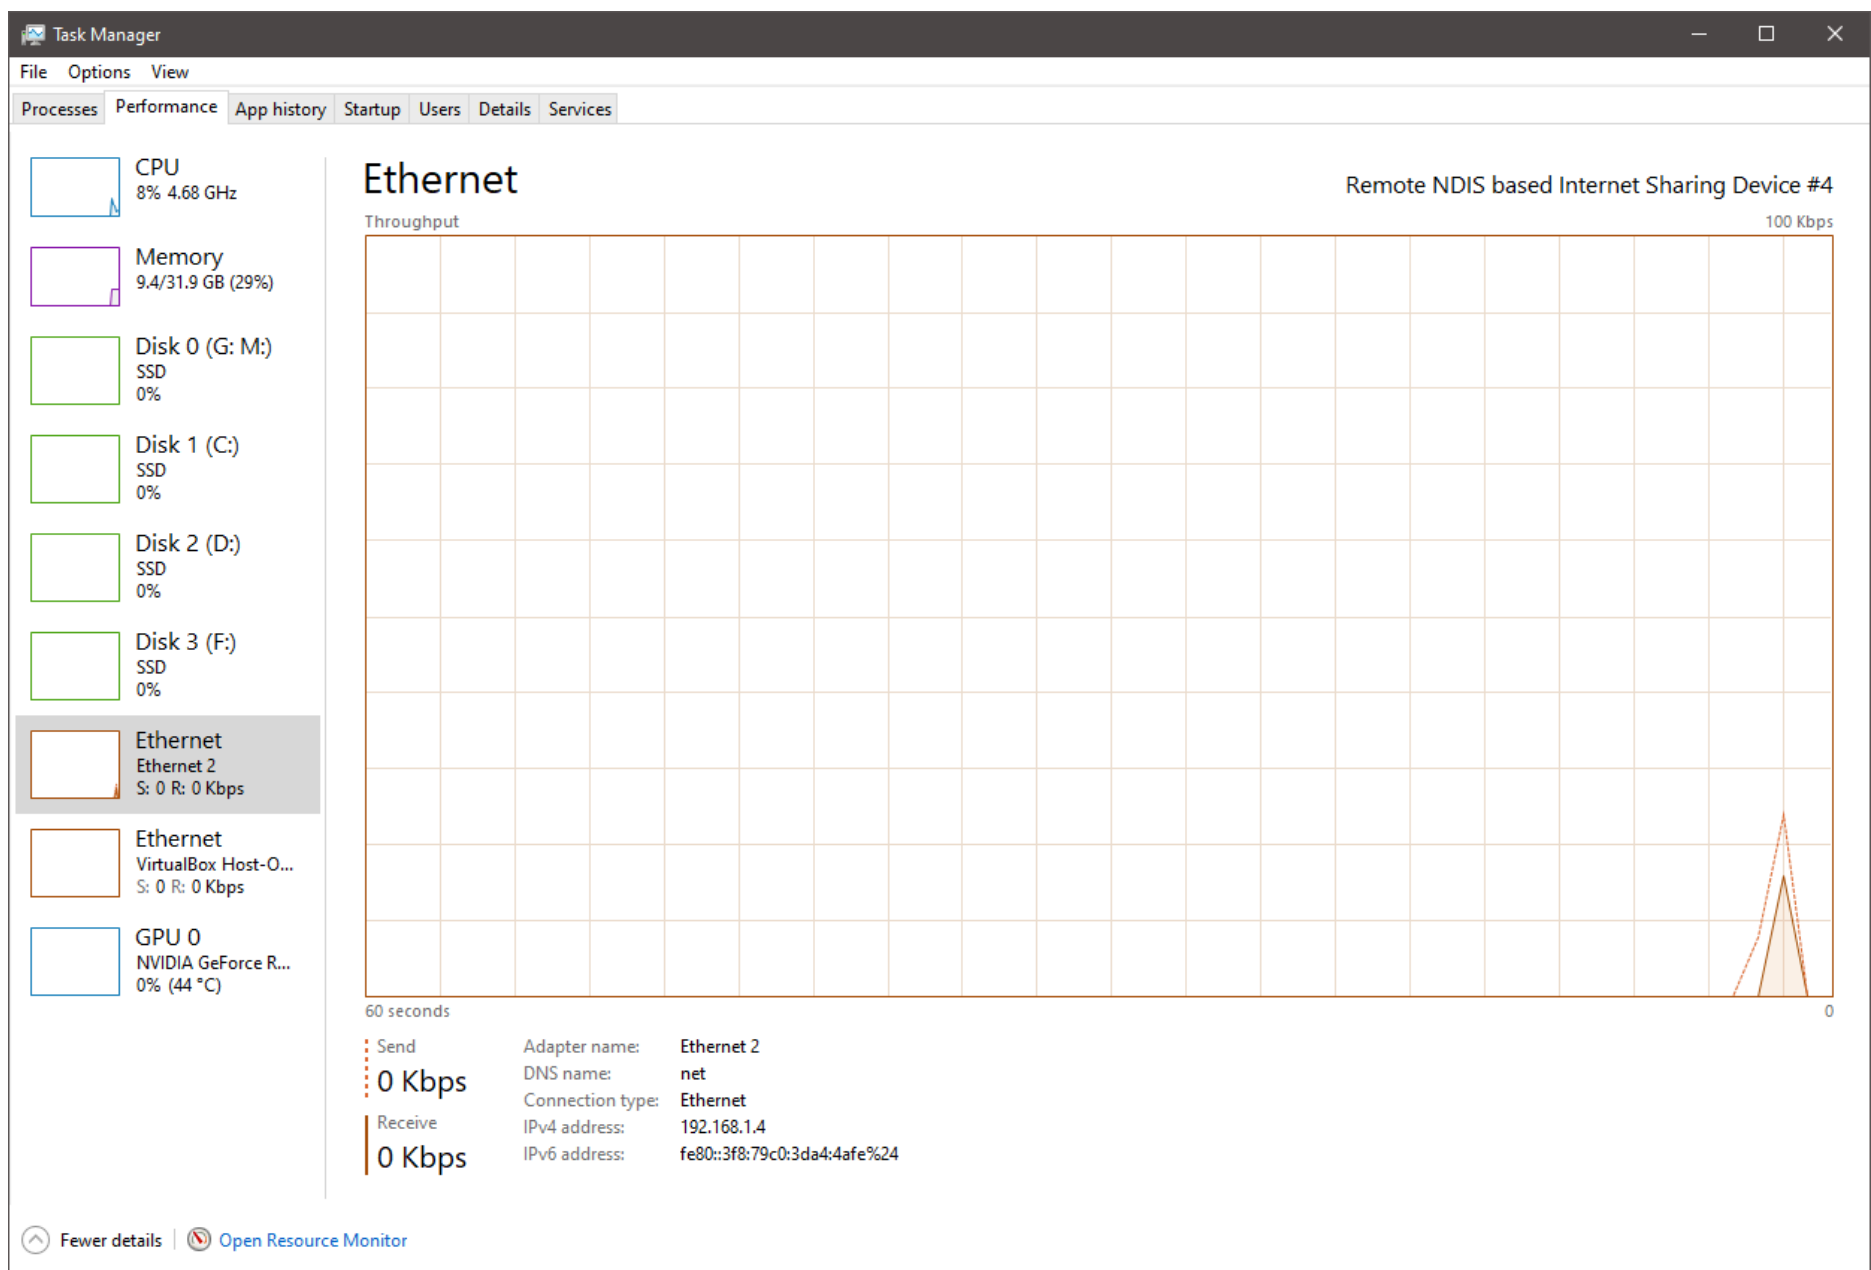 Task Manager
File Options View
Processes Performance App history Startup Users Details Services
CPU
8% 4.68 GHz
Memory
9.4/31.9 GB (29%)
Disk 0 (G: M:)
SSD
0%
Disk 1 (C:)
SSD
0%
Disk 2 (D:)
SSD
0%
Disk 3 (F:)
SSD
0%
Ethernet
Ethernet 2
S: 0 R: 0 Kbps
Ethernet
VirtualBox Host-O...
S: 0 R: 0 Kbps
GPU 0
NVIDIA GeForce R...
0% (44 °C)
Ethernet
Remote NDIS based Internet Sharing Device #4
Throughput
100 Kbps
60 seconds
0
Send
0 Kbps
Receive
0 Kbps
Adapter name: Ethernet 2
DNS name: net
Connection type: Ethernet
IPv4 address: 192.168.1.4
IPv6 address: fe80::3f8:79c0:3da4:4afe%24
Fewer details
Open Resource Monitor